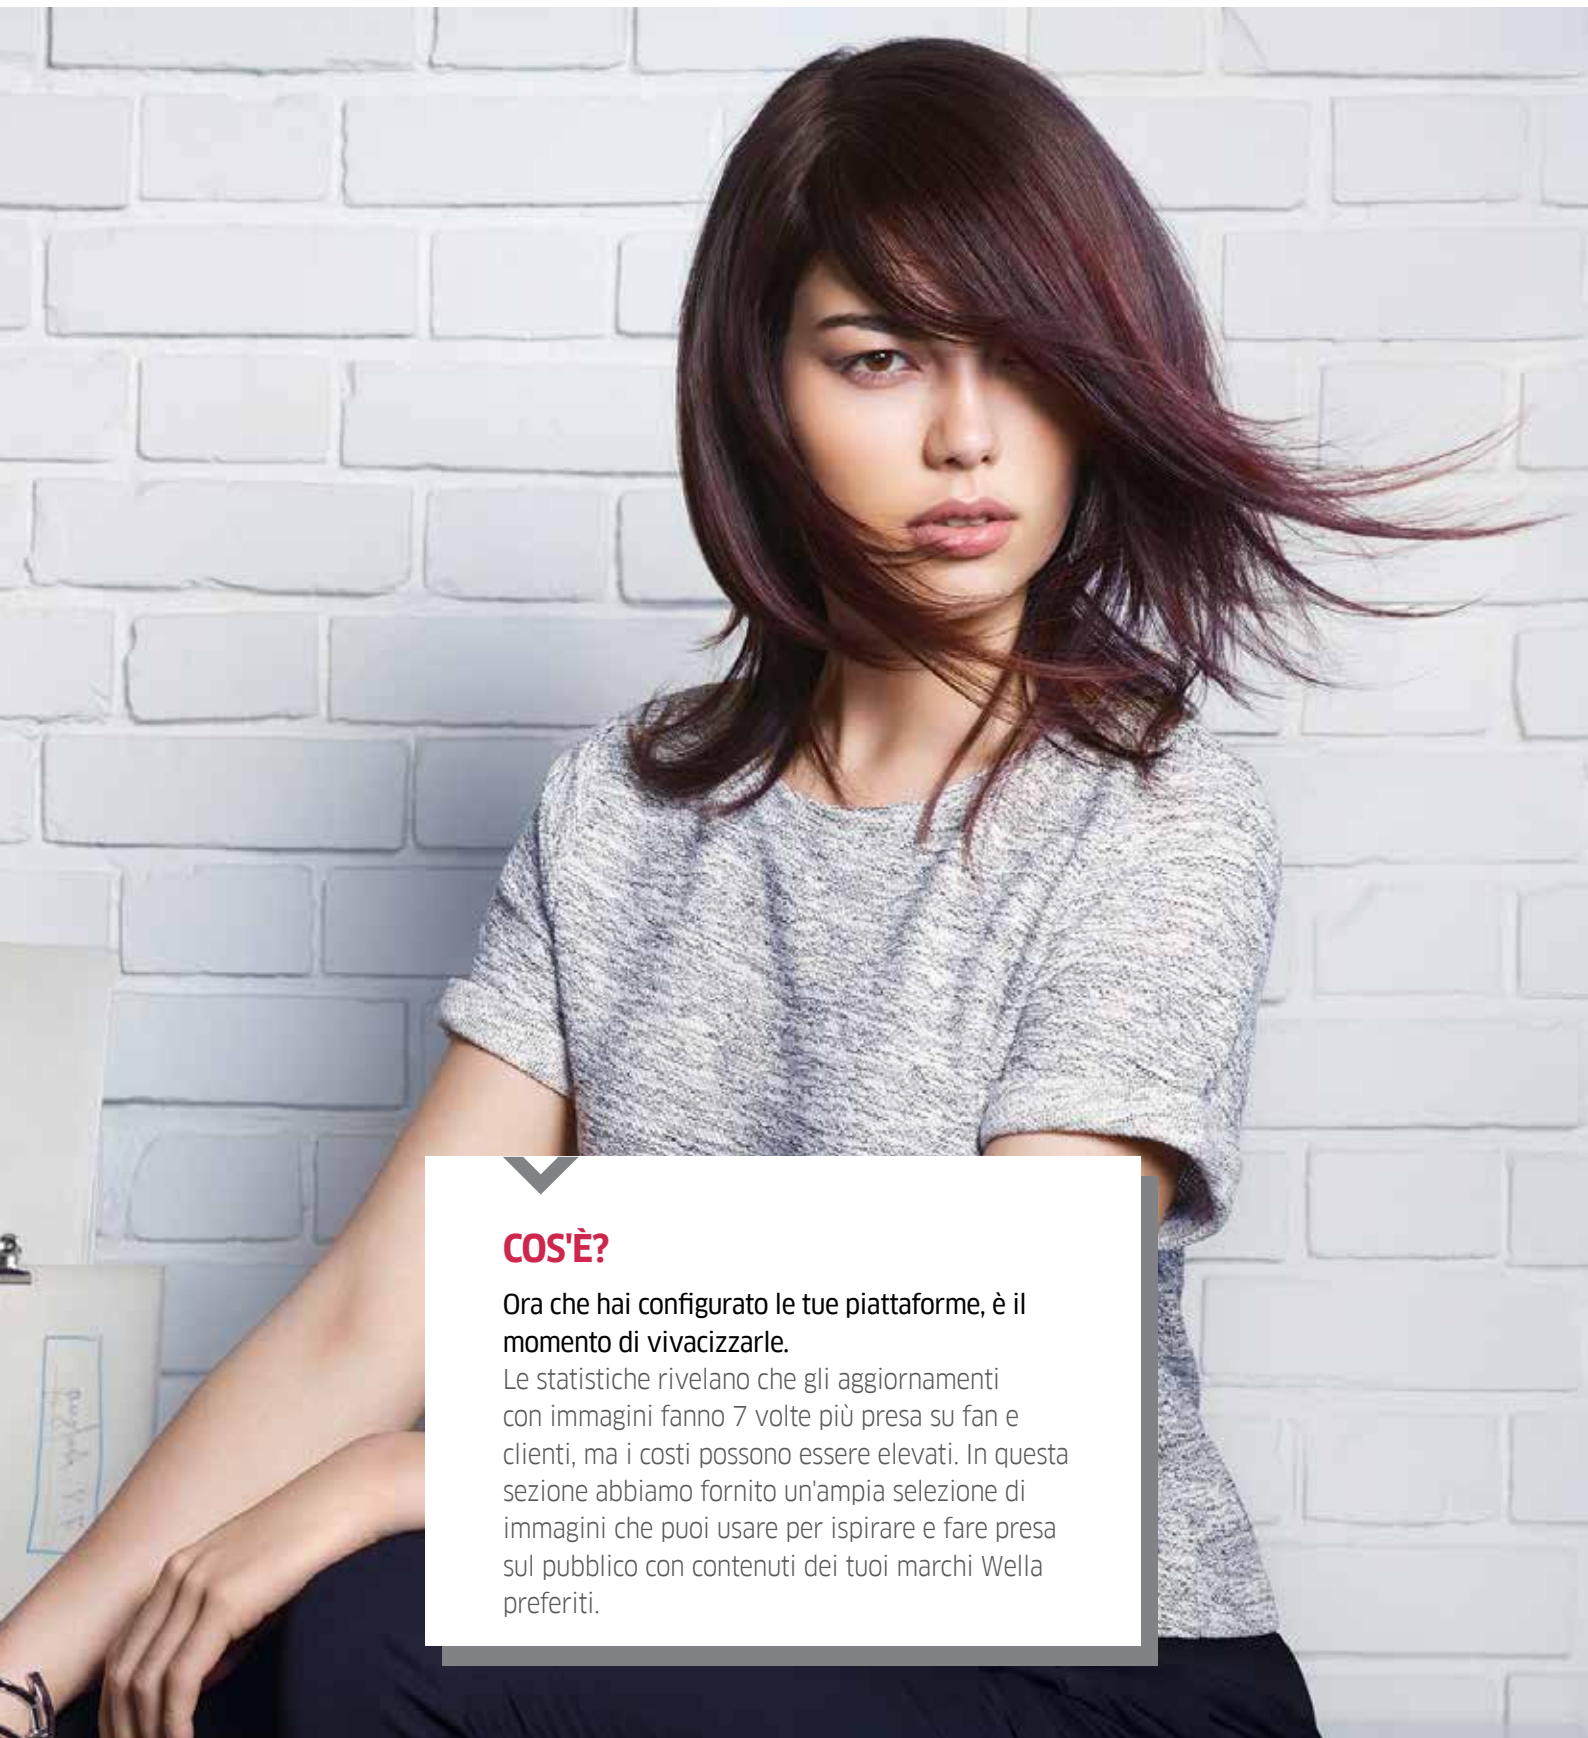 COS'È?
Ora che hai configurato le tue piattaforme, è il
momento di vivacizzarle.
Le statistiche rivelano che gli aggiornamenti
con immagini fanno 7 volte più presa su fan e
clienti, ma i costi possono essere elevati. In questa
sezione abbiamo fornito un'ampia selezione di
immagini che puoi usare per ispirare e fare presa
sul pubblico con contenuti dei tuoi marchi Wella
preferiti.